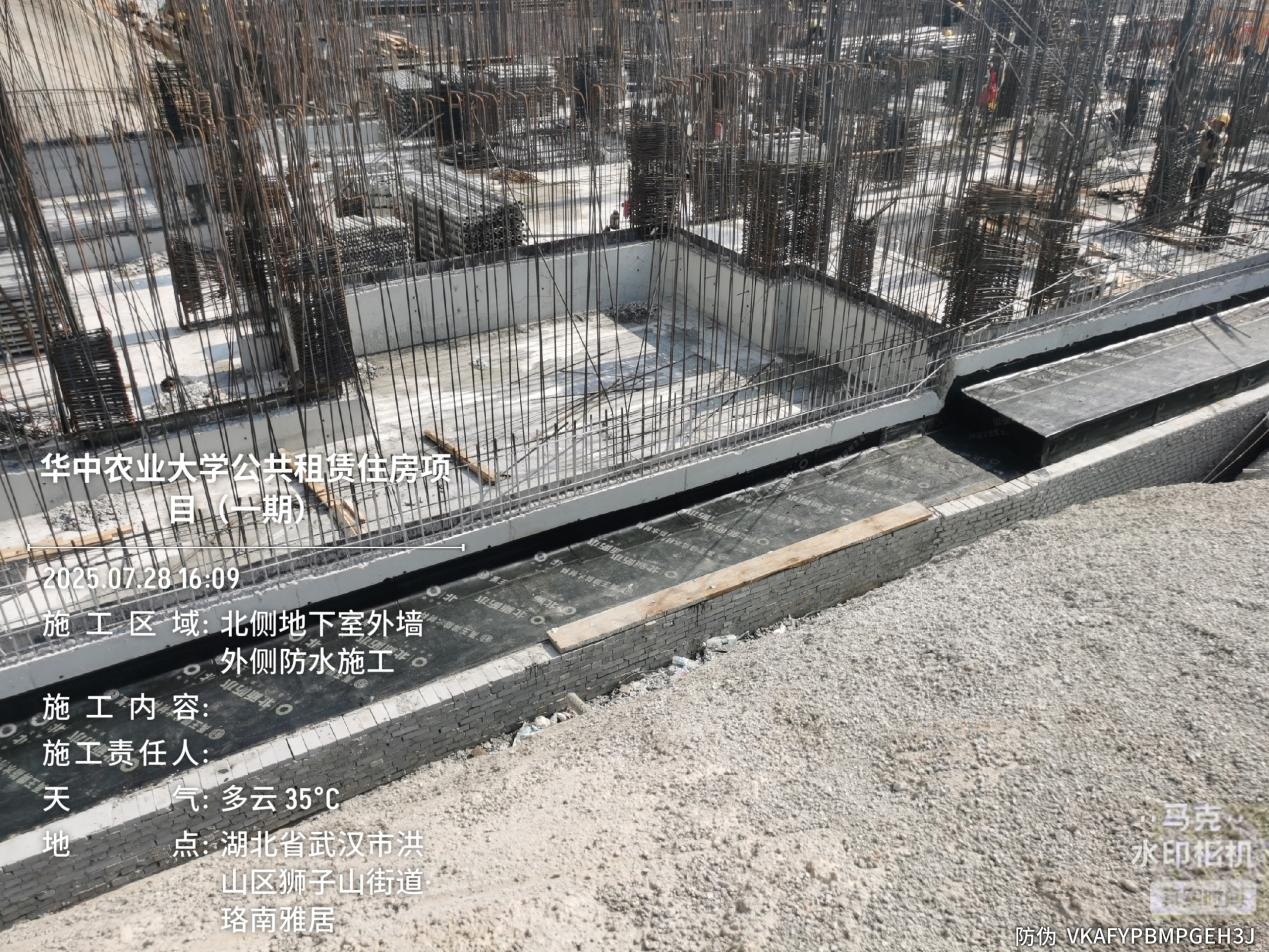 华中农业大学公共租赁住房项
目（一期）
2025.07.28 16:09
施工区域：北侧地下室外墙
外侧防水施工
施工内容：
施工责任人：
天气：多云 35°C
地点：湖北省武汉市洪
山区狮子山街道
珞南雅居
马克
水印相机
防伪 VKAFYPBMPGEH3J